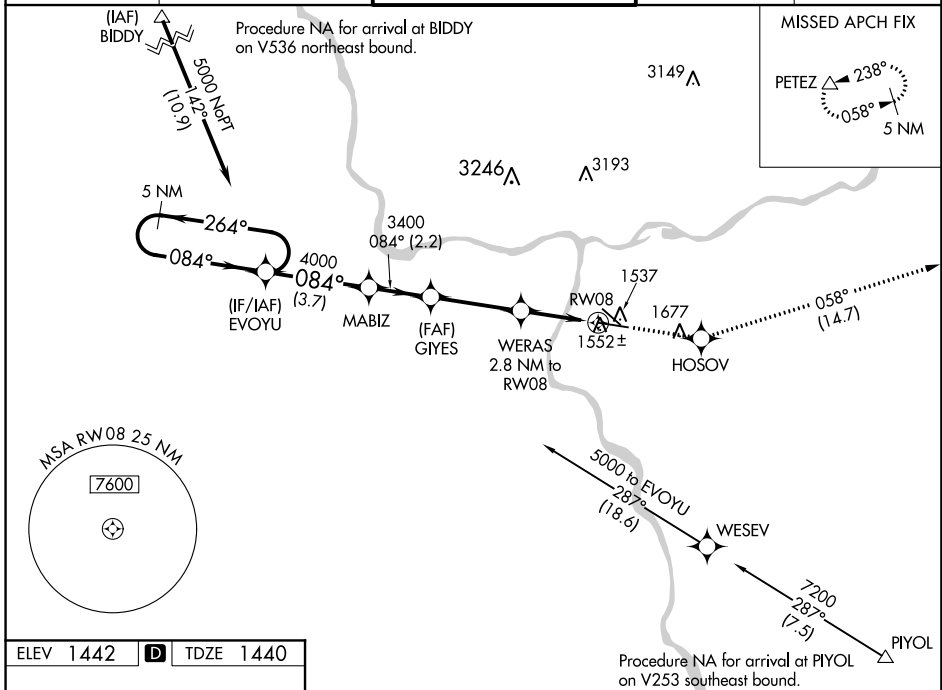 (IAF)
BIDDY
Procedure NA for arrival at BIDDY
on V536 northeast bound.
5000 NoPT
142°
(10.9)
MISSED APCH FIX
PETEZ
238°
058°
5 NM
3149
3246
3193
5 NM
264°
084°
(IF/IAF)
EVOYU
4000
084°
(3.7)
MABIZ
3400
084° (2.2)
(FAF)
GIYES
WERAS
2.8 NM to
RW08
RW08
1537
1552±
1677
HOSOV
058°
(14.7)
MSA RW08 25 NM
7600
5000 to EVOYU
287°
(18.6)
WESEV
7200
287°
(7.5)
PIYOL
Procedure NA for arrival at PIYOL
on V253 southeast bound.
ELEV 1442 D TDZE 1440